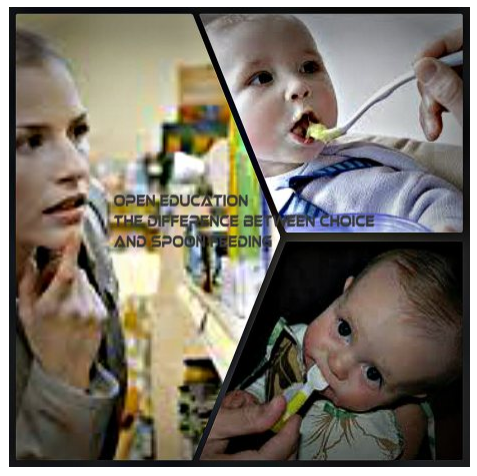 OPEN EDUCATION
THE DIFFERENCE BETWEEN CHOICE
AND SPOON FEEDING